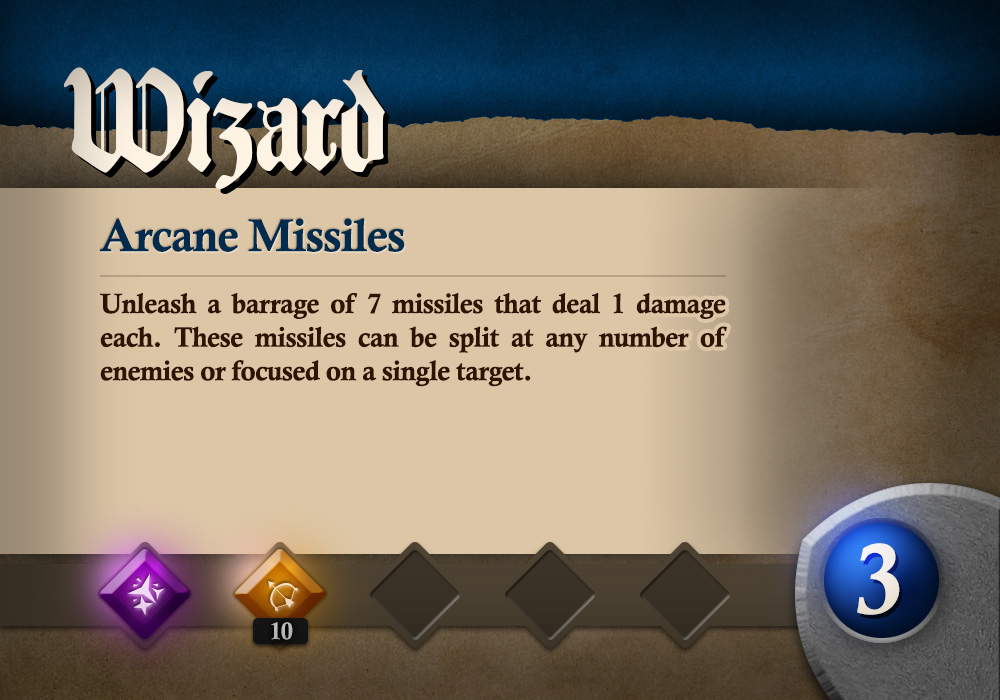 Wizard
Arcane Missiles
Unleash a barrage of 7 missiles that deal 1 damage
each. These missiles can be split at any number of
enemies or focused on a single target.
10
3